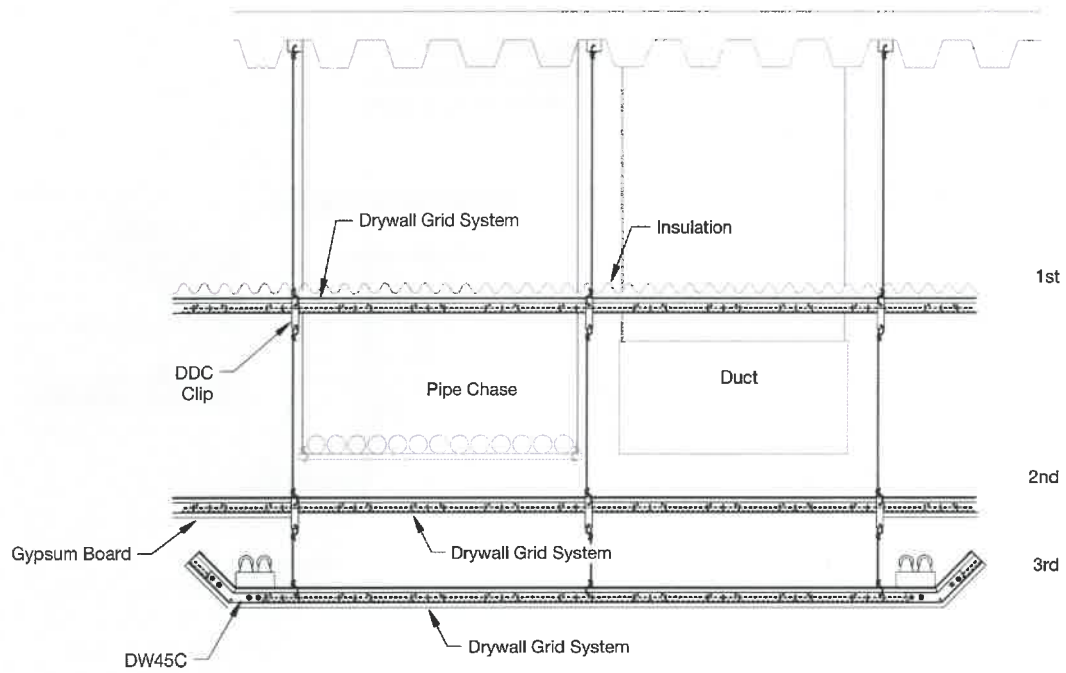 Drywall Grid System
Insulation
1st
DDC
Clip
Pipe Chase
Duct
2nd
Gypsum Board
Drywall Grid System
3rd
Drywall Grid System
DW45C